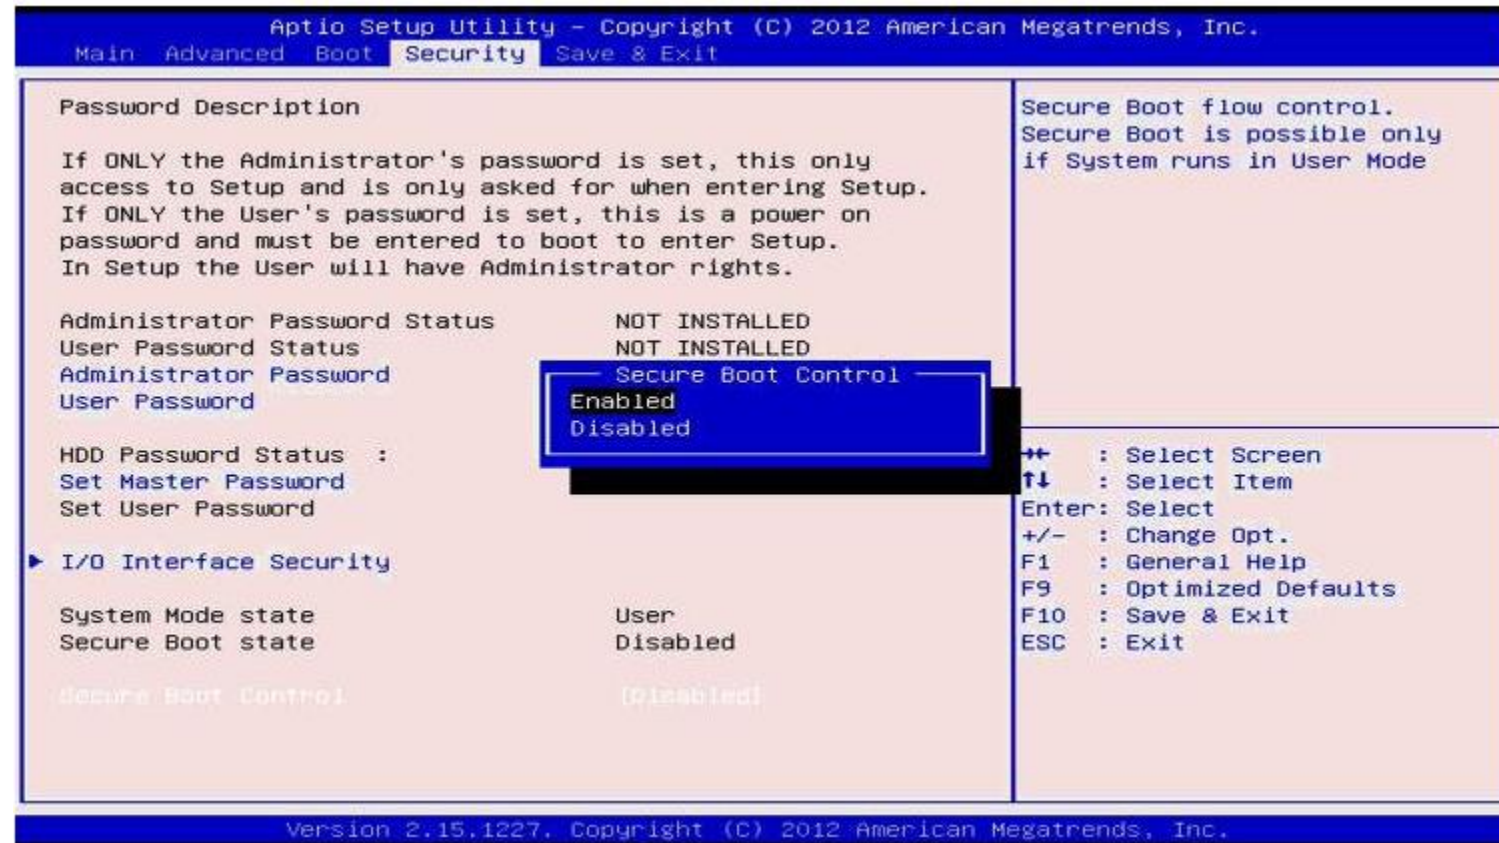 Aptio Setup Utility – Copyright (C) 2012 American Megatrends, Inc.
Main Advanced Boot Security Save & Exit
Password Description
If ONLY the Administrator's password is set, this only
access to Setup and is only asked for when entering Setup.
If ONLY the User's password is set, this is a power on
password and must be entered to boot to enter Setup.
In Setup the User will have Administrator rights.
Administrator Password Status NOT INSTALLED
User Password Status NOT INSTALLED
Administrator Password
User Password
HDD Password Status :
Set Master Password
Set User Password
I/O Interface Security
System Mode state User
Secure Boot state Disabled
Secure Boot Control [Disabled]
Secure Boot Control
Enabled
Disabled
Secure Boot flow control.
Secure Boot is possible only
if System runs in User Mode
→← : Select Screen
↑↓ : Select Item
Enter: Select
+/- : Change Opt.
F1 : General Help
F9 : Optimized Defaults
F10 : Save & Exit
ESC : Exit
Version 2.15.1227. Copyright (C) 2012 American Megatrends, Inc.